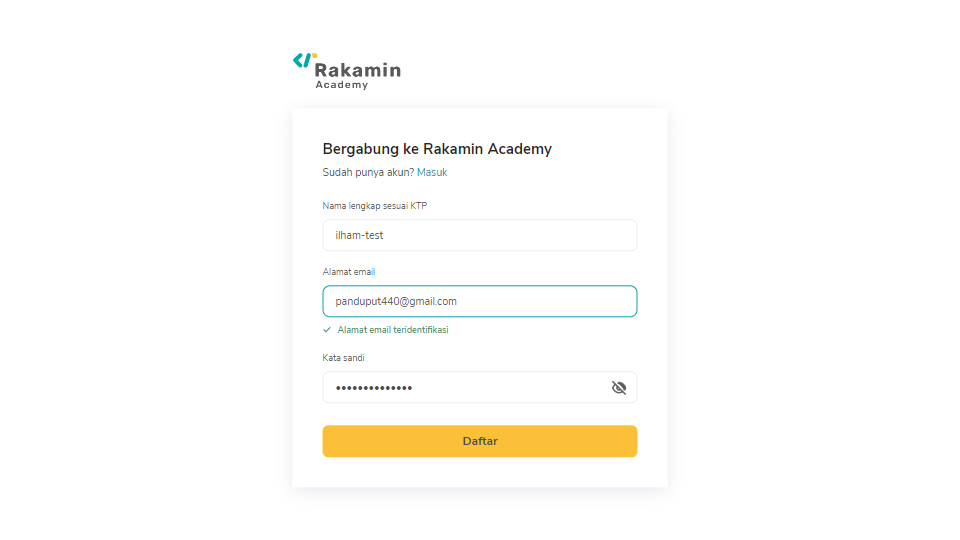 Rakamin
Academy
Bergabung ke Rakamin Academy
Sudah punya akun? Masuk
Nama lengkap sesuai KTP
ilham-test
Alamat email
panduput440@gmail.com
Alamat email teridentifikasi
Kata sandi
••••••••••••••
Daftar